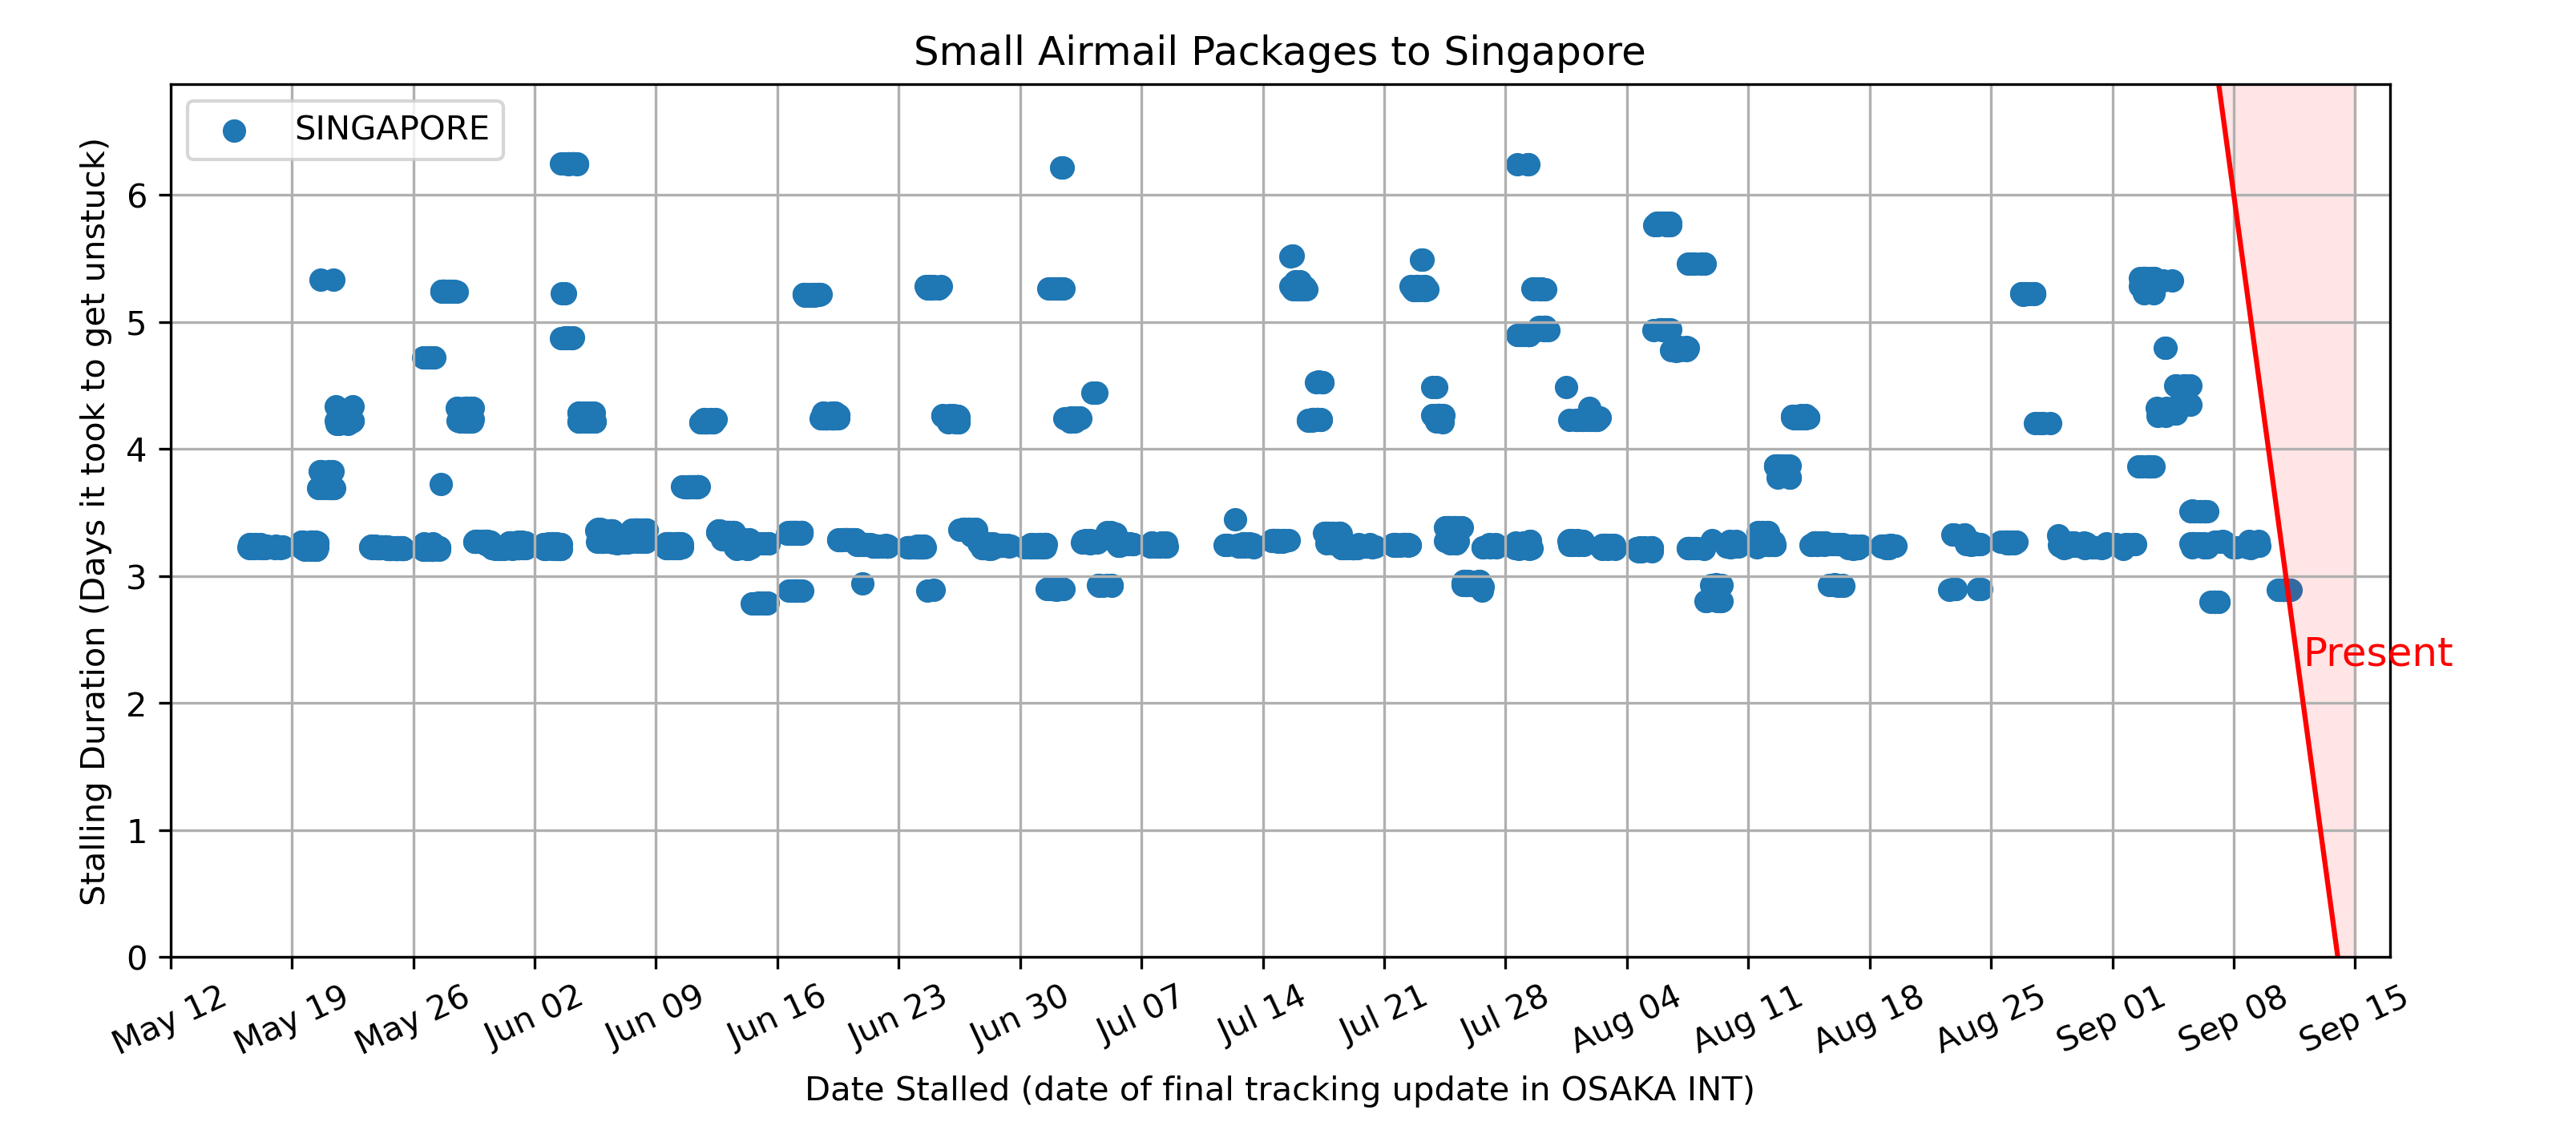 Small Airmail Packages to Singapore
SINGAPORE
Stalling Duration (Days it took to get unstuck)
6
5
4
3
2
1
0
Present
May 12
May 19
May 26
Jun 02
Jun 09
Jun 16
Jun 23
Jun 30
Jul 07
Jul 14
Jul 21
Jul 28
Aug 04
Aug 11
Aug 18
Aug 25
Sep 01
Sep 08
Sep 15
Date Stalled (date of final tracking update in OSAKA INT)